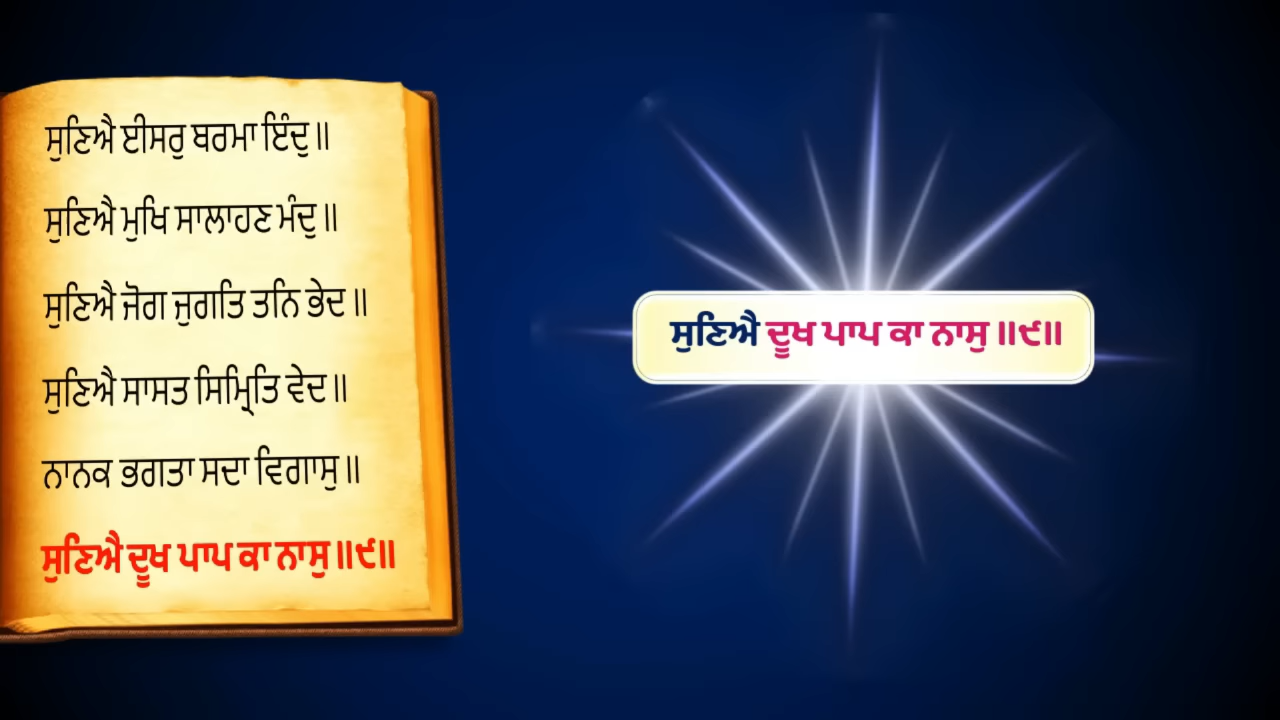 ਸੁਣਿਐ ਈਸਰੁ ਬਰਮਾ ਇੰਦੁ॥
ਸੁਣਿਐ ਮੁਖਿ ਸਾਲਾਹਣ ਮੰਦੁ॥
ਸੁਣਿਐ ਜੋਗ ਜੁਗਤਿ ਤਨਿ ਭੇਦ॥
ਸੁਣਿਐ ਸਾਸਤ ਸਿਮ੍ਰਿਤਿ ਵੇਦ॥
ਨਾਨਕ ਭਗਤਾ ਸਦਾ ਵਿਗਾਸੁ॥
ਸੁਣਿਐ ਦੂਖ ਪਾਪ ਕਾ ਨਾਸੁ॥੯॥
ਸੁਣਿਐ ਦੂਖ ਪਾਪ ਕਾ ਨਾਸੁ॥੯॥